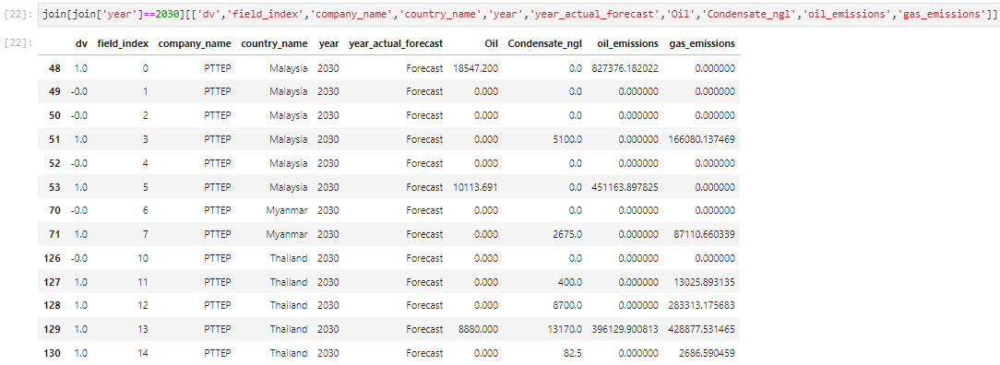 [22]: join[join['year']==2030][['dv','field_index','company_name','country_name','year','year_actual_forecast','Oil','Condensate_ngl','oil_emissions','gas_emissions']]
[22]: dv field_index company_name country_name year year_actual_forecast Oil Condensate_ngl oil_emissions gas_emissions
48 1.0 0 PTTEP Malaysia 2030 Forecast 18547.200 0.0 827376.182022 0.000000
49 -0.0 1 PTTEP Malaysia 2030 Forecast 0.000 0.0 0.000000 0.000000
50 -0.0 2 PTTEP Malaysia 2030 Forecast 0.000 0.0 0.000000 0.000000
51 1.0 3 PTTEP Malaysia 2030 Forecast 0.000 5100.0 0.000000 166080.137469
52 -0.0 4 PTTEP Malaysia 2030 Forecast 0.000 0.0 0.000000 0.000000
53 1.0 5 PTTEP Malaysia 2030 Forecast 10113.691 0.0 451163.897825 0.000000
70 -0.0 6 PTTEP Myanmar 2030 Forecast 0.000 0.0 0.000000 0.000000
71 1.0 7 PTTEP Myanmar 2030 Forecast 0.000 2675.0 0.000000 87110.660339
126 -0.0 10 PTTEP Thailand 2030 Forecast 0.000 0.0 0.000000 0.000000
127 1.0 11 PTTEP Thailand 2030 Forecast 0.000 400.0 0.000000 13025.893135
128 1.0 12 PTTEP Thailand 2030 Forecast 0.000 8700.0 0.000000 283313.175683
129 1.0 13 PTTEP Thailand 2030 Forecast 8880.000 13170.0 396129.900813 428877.531465
130 1.0 14 PTTEP Thailand 2030 Forecast 0.000 82.5 0.000000 2686.590459